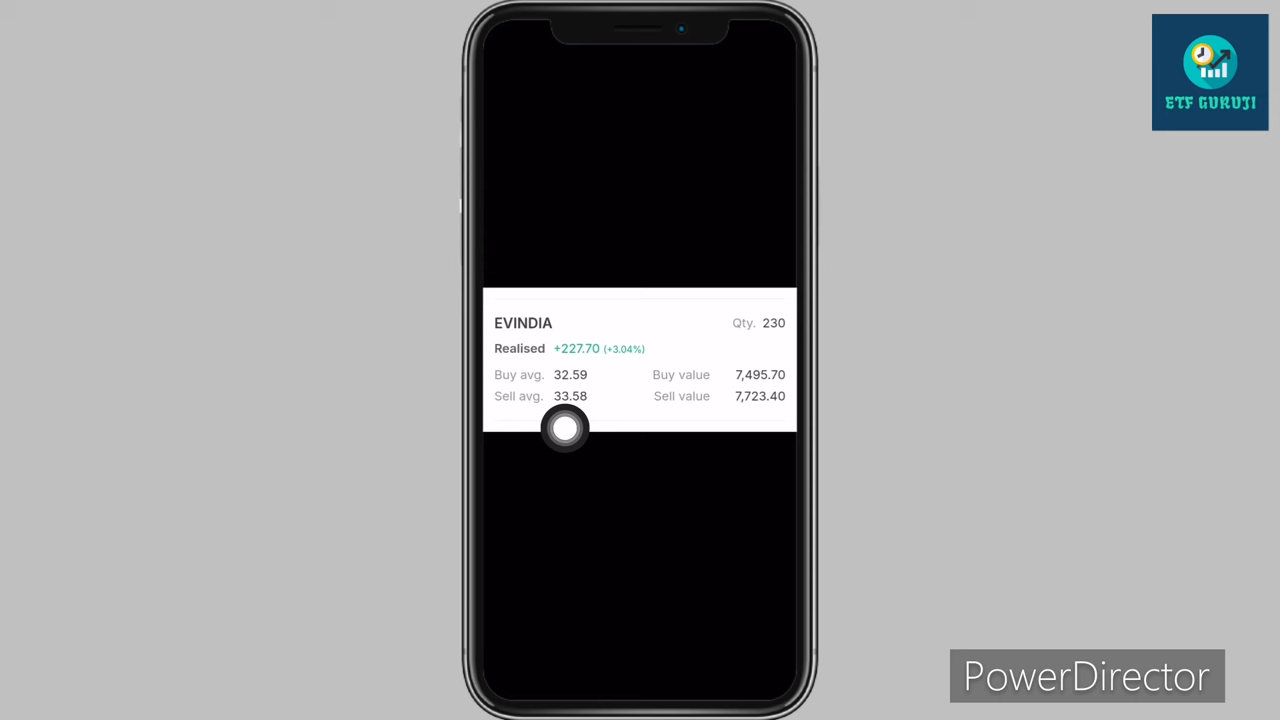 ETF GURUJI
EVINDIA Qty. 230
Realised +227.70 (+3.04%)
Buy avg. 32.59 Buy value 7,495.70
Sell avg. 33.58 Sell value 7,723.40
PowerDirector